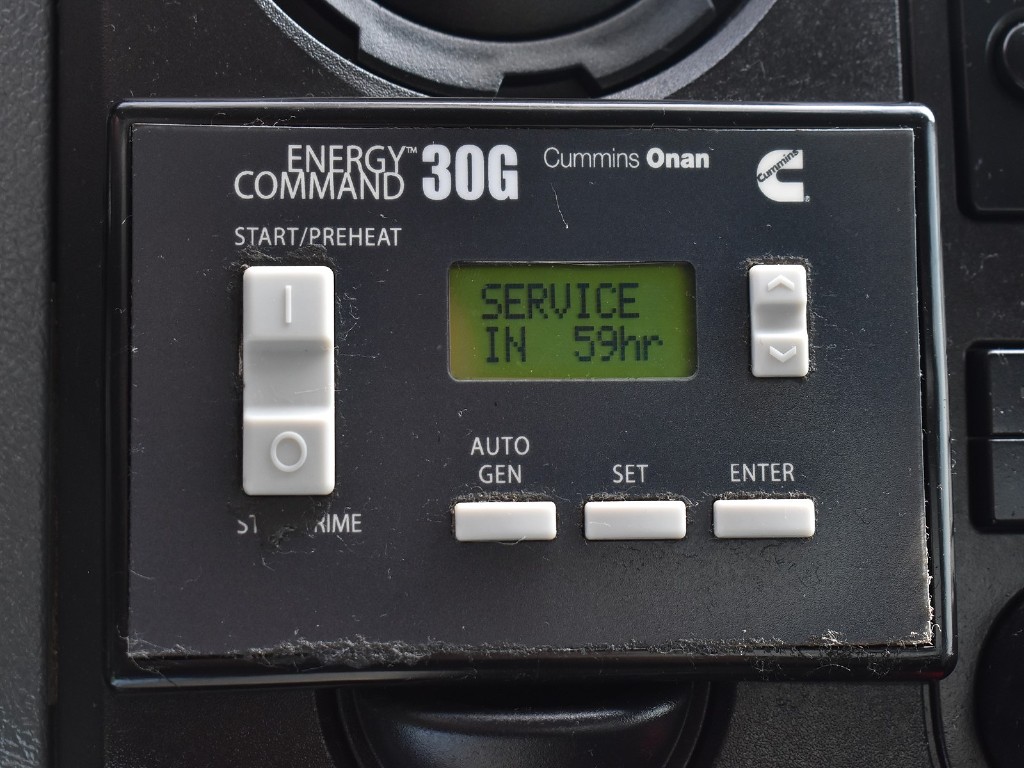 ENERGY™
COMMAND 30G
Cummins Onan
Cummins
START/PREHEAT
SERVICE
IN 59hr
AUTO
GEN
SET
ENTER